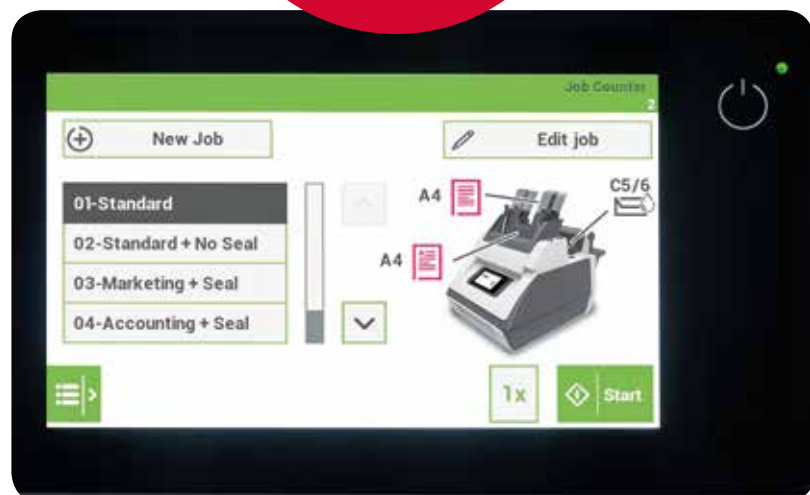 Job Counter
2
New Job
Edit job
01-Standard
02-Standard + No Seal
03-Marketing + Seal
04-Accounting + Seal
A4
A4
C5/6
1x
Start